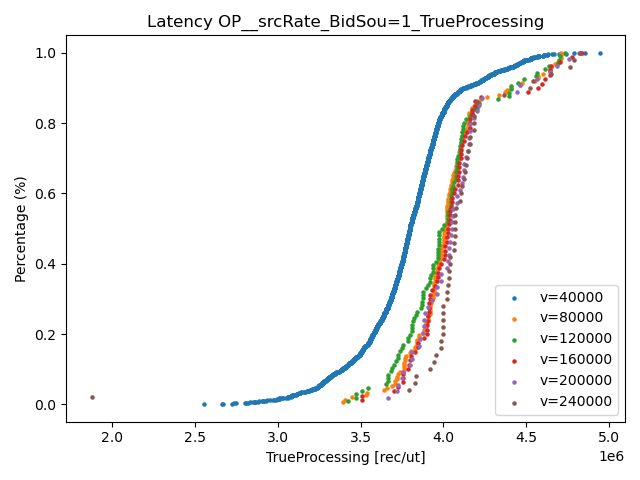 Latency OP__srcRate_BidSou=1_TrueProcessing
Percentage (%)
1.0
0.8
0.6
0.4
0.2
0.0
v=40000
v=80000
v=120000
v=160000
v=200000
v=240000
2.0 2.5 3.0 3.5 4.0 4.5 5.0
1e6
TrueProcessing [rec/ut]